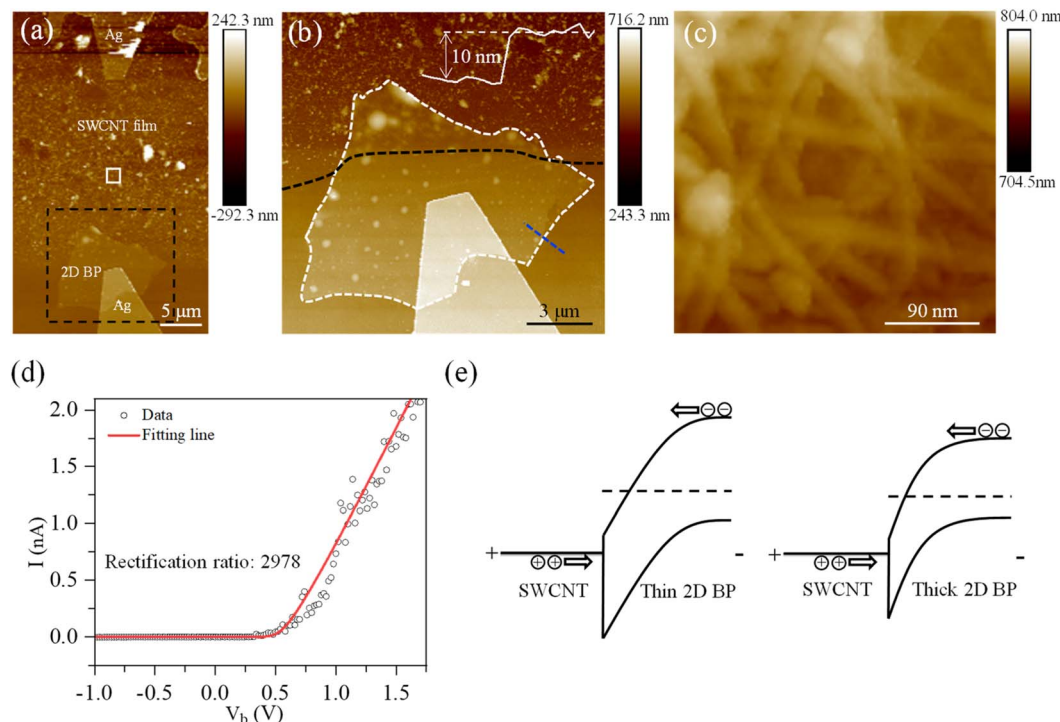 (a)
Ag
SWCNT film
2D BP
Ag
5 μm
242.3 nm
-292.3 nm
(b)
10 nm
3 μm
716.2 nm
243.3 nm
(c)
90 nm
804.0 nm
704.5nm
(d)
Data
Fitting line
Rectification ratio: 2978
I (nA)
2.0
1.5
1.0
0.5
0.0
-1.0 -0.5 0.0 0.5 1.0 1.5
V_b (V)
(e)
+
SWCNT
Thin 2D BP
-
+
SWCNT
Thick 2D BP
-